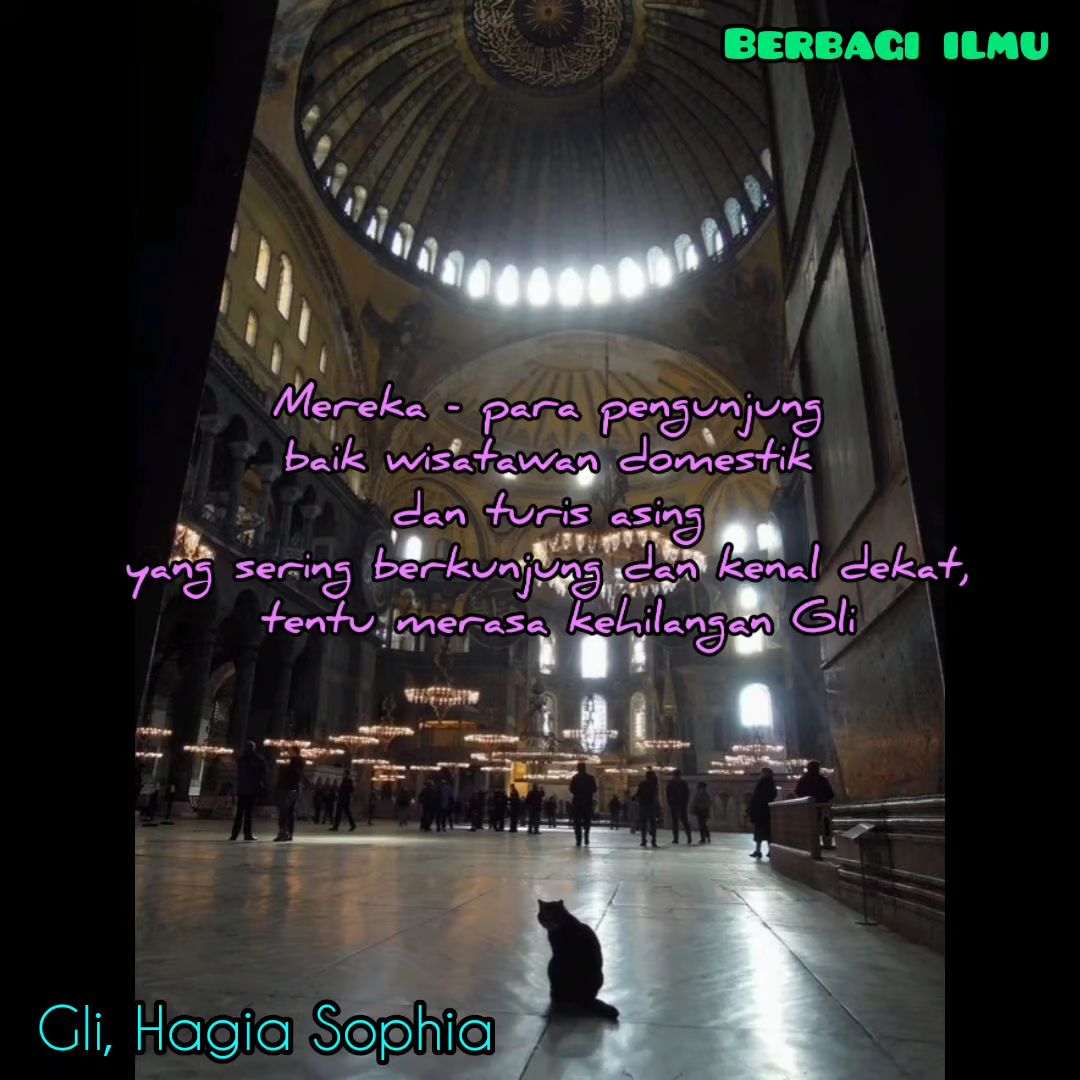 BERBAGI ILMU
Mereka - para pengunjung
baik wisatawan domestik
dan turis asing
yang sering berkunjung dan kenal dekat,
tentu merasa kehilangan Gli
Gli, Hagia Sophia